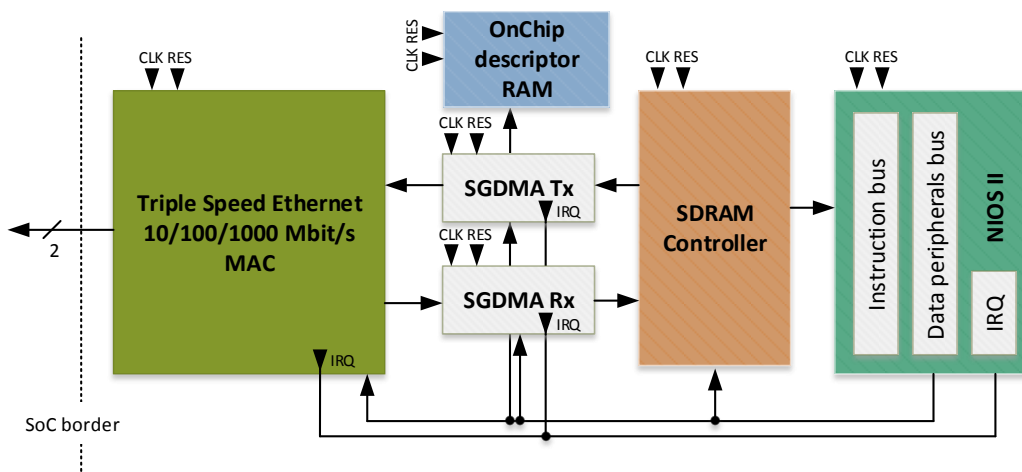 OnChip
descriptor
RAM
CLK RES
CLK RES
CLK RES
CLK RES
CLK RES
SGDMA Tx
IRQ
Triple Speed Ethernet
10/100/1000 Mbit/s
MAC
2
SDRAM
Controller
Instruction bus
Data peripherals bus
NIOS II
IRQ
CLK RES
SGDMA Rx
IRQ
IRQ
SoC border